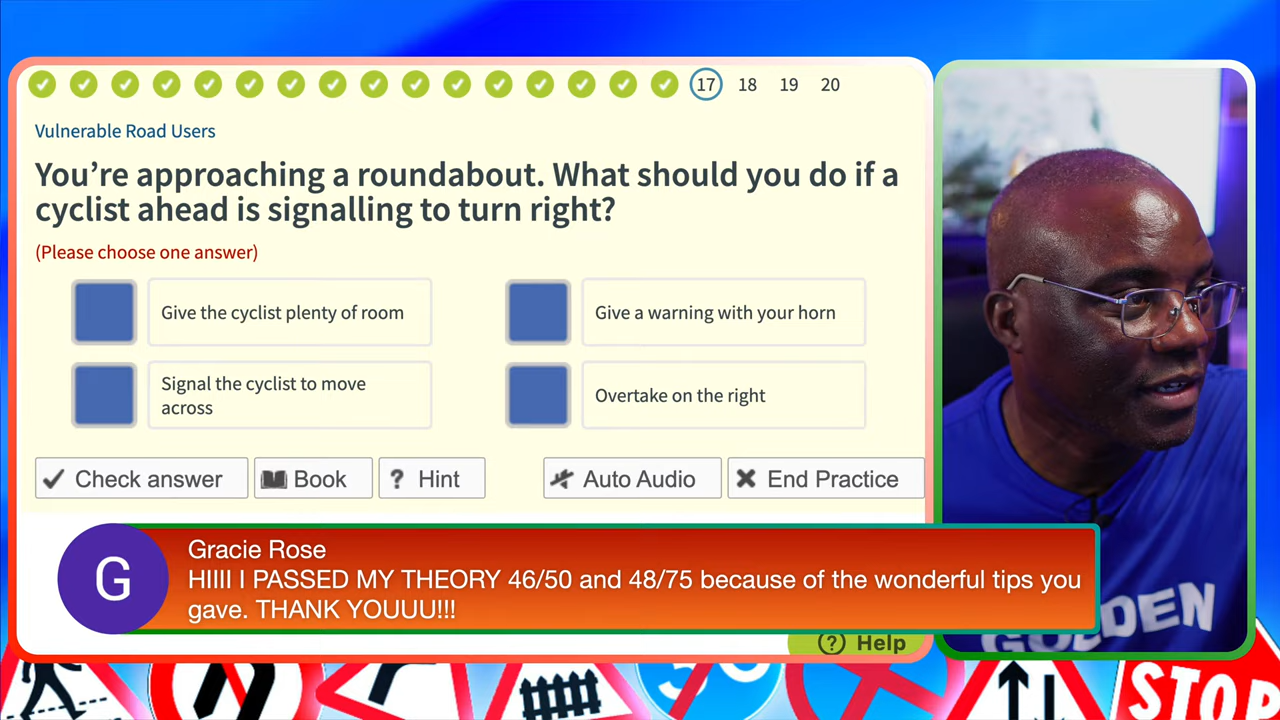 17 18 19 20
Vulnerable Road Users
You're approaching a roundabout. What should you do if a
cyclist ahead is signalling to turn right?
(Please choose one answer)
Give the cyclist plenty of room
Give a warning with your horn
Signal the cyclist to move
across
Overtake on the right
Check answer
Book
? Hint
Auto Audio
End Practice
G
Gracie Rose
HIIII I PASSED MY THEORY 46/50 and 48/75 because of the wonderful tips you
gave. THANK YOUUU!!!
GOLDEN
? Help
STOP